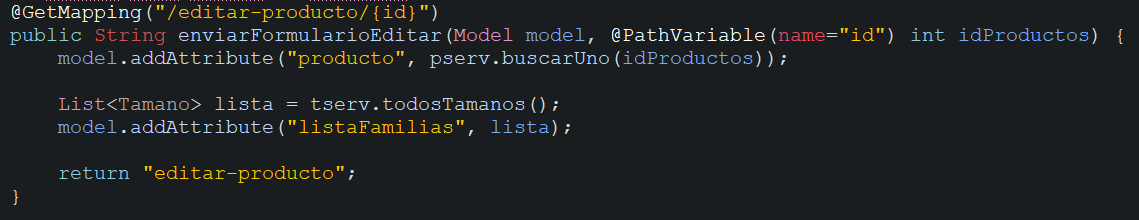 @GetMapping("/editar-producto/{id}")
public String enviarFormularioEditar(Model model, @PathVariable(name="id") int idProductos) {
model.addAttribute("producto", pserv.buscarUno(idProductos));
List<Tamano> lista = tserv.todosTamanos();
model.addAttribute("listaFamilias", lista);
return "editar-producto";
}